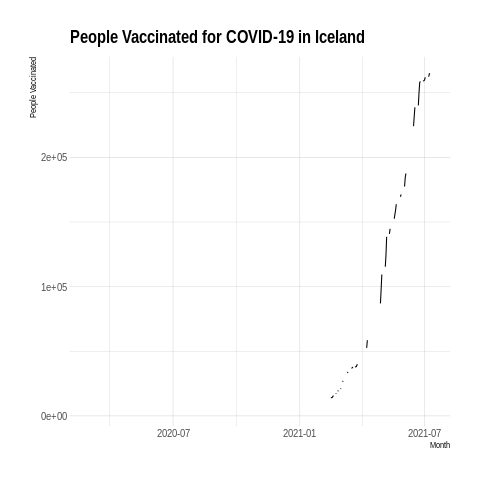 People Vaccinated for COVID-19 in Iceland
People Vaccinated
2e+05
1e+05
0e+00
2020-07
2021-01
2021-07
Month